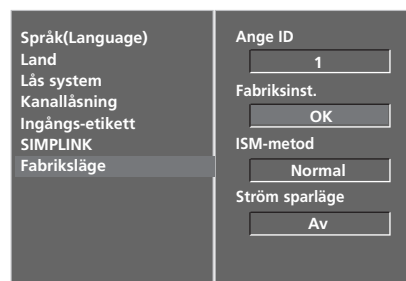 Språk(Language)
Land
Lås system
Kanallåsning
Ingångs-etikett
SIMPLINK
Fabriksläge
Ange ID
1
Fabriksinst.
OK
ISM-metod
Normal
Ström sparläge
Av